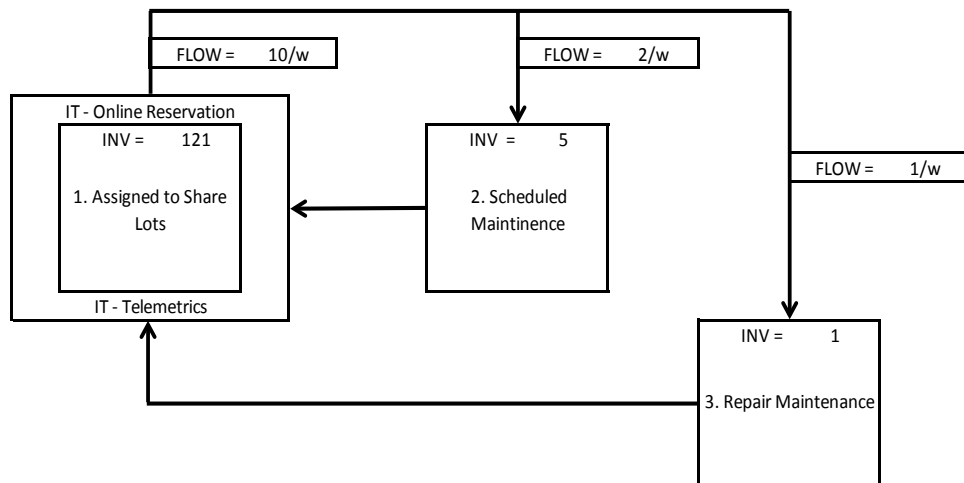 FLOW = 10/w
FLOW = 2/w
IT - Online Reservation
INV = 121
1. Assigned to Share
Lots
IT - Telemetrics
INV = 5
2. Scheduled
Maintinence
FLOW = 1/w
INV = 1
3. Repair Maintenance